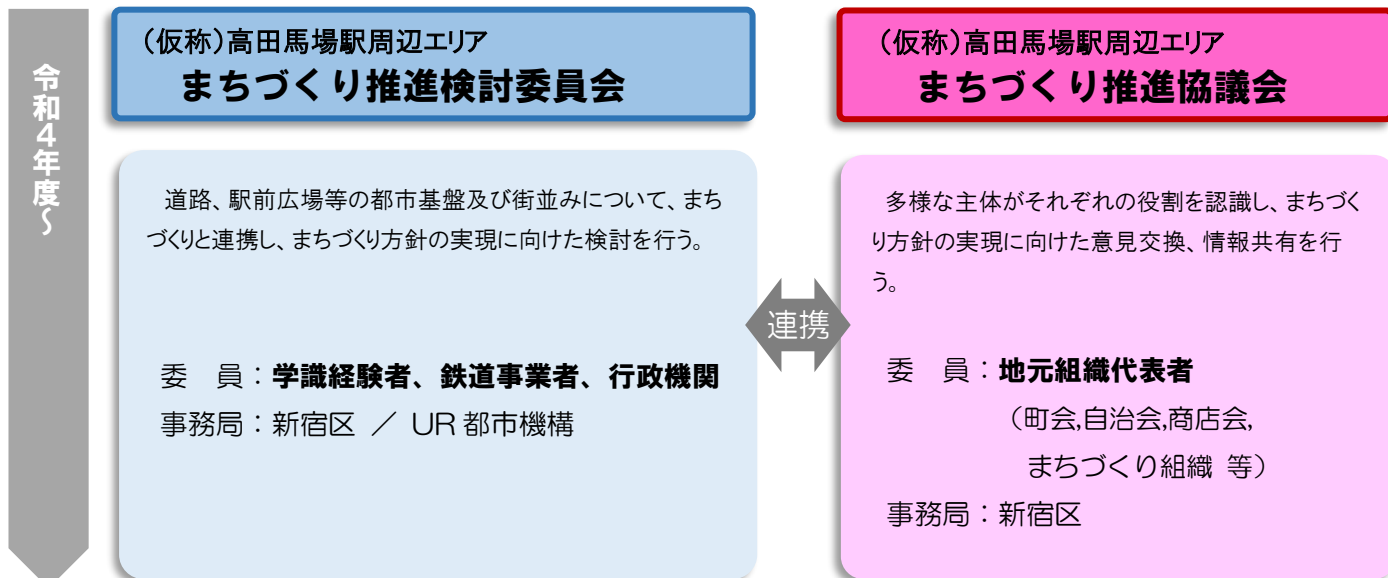 令和4年度～
（仮称）高田馬場駅周辺エリア
まちづくり推進検討委員会
道路、駅前広場等の都市基盤及び街並みについて、まち
づくりと連携し、まちづくり方針の実現に向けた検討を行う。
委　員：学識経験者、鉄道事業者、行政機関
事務局：新宿区 ／ UR都市機構
連携
（仮称）高田馬場駅周辺エリア
まちづくり推進協議会
多様な主体がそれぞれの役割を認識し、まちづく
り方針の実現に向けた意見交換、情報共有を行
う。
委　員：地元組織代表者
（町会,自治会,商店会,
まちづくり組織 等）
事務局：新宿区